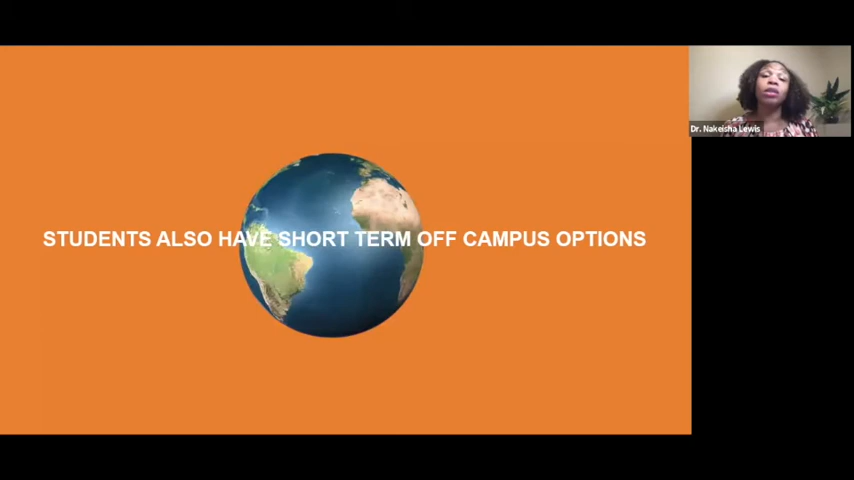 Dr. Nakeisha Lewis
STUDENTS ALSO HAVE SHORT TERM OFF CAMPUS OPTIONS